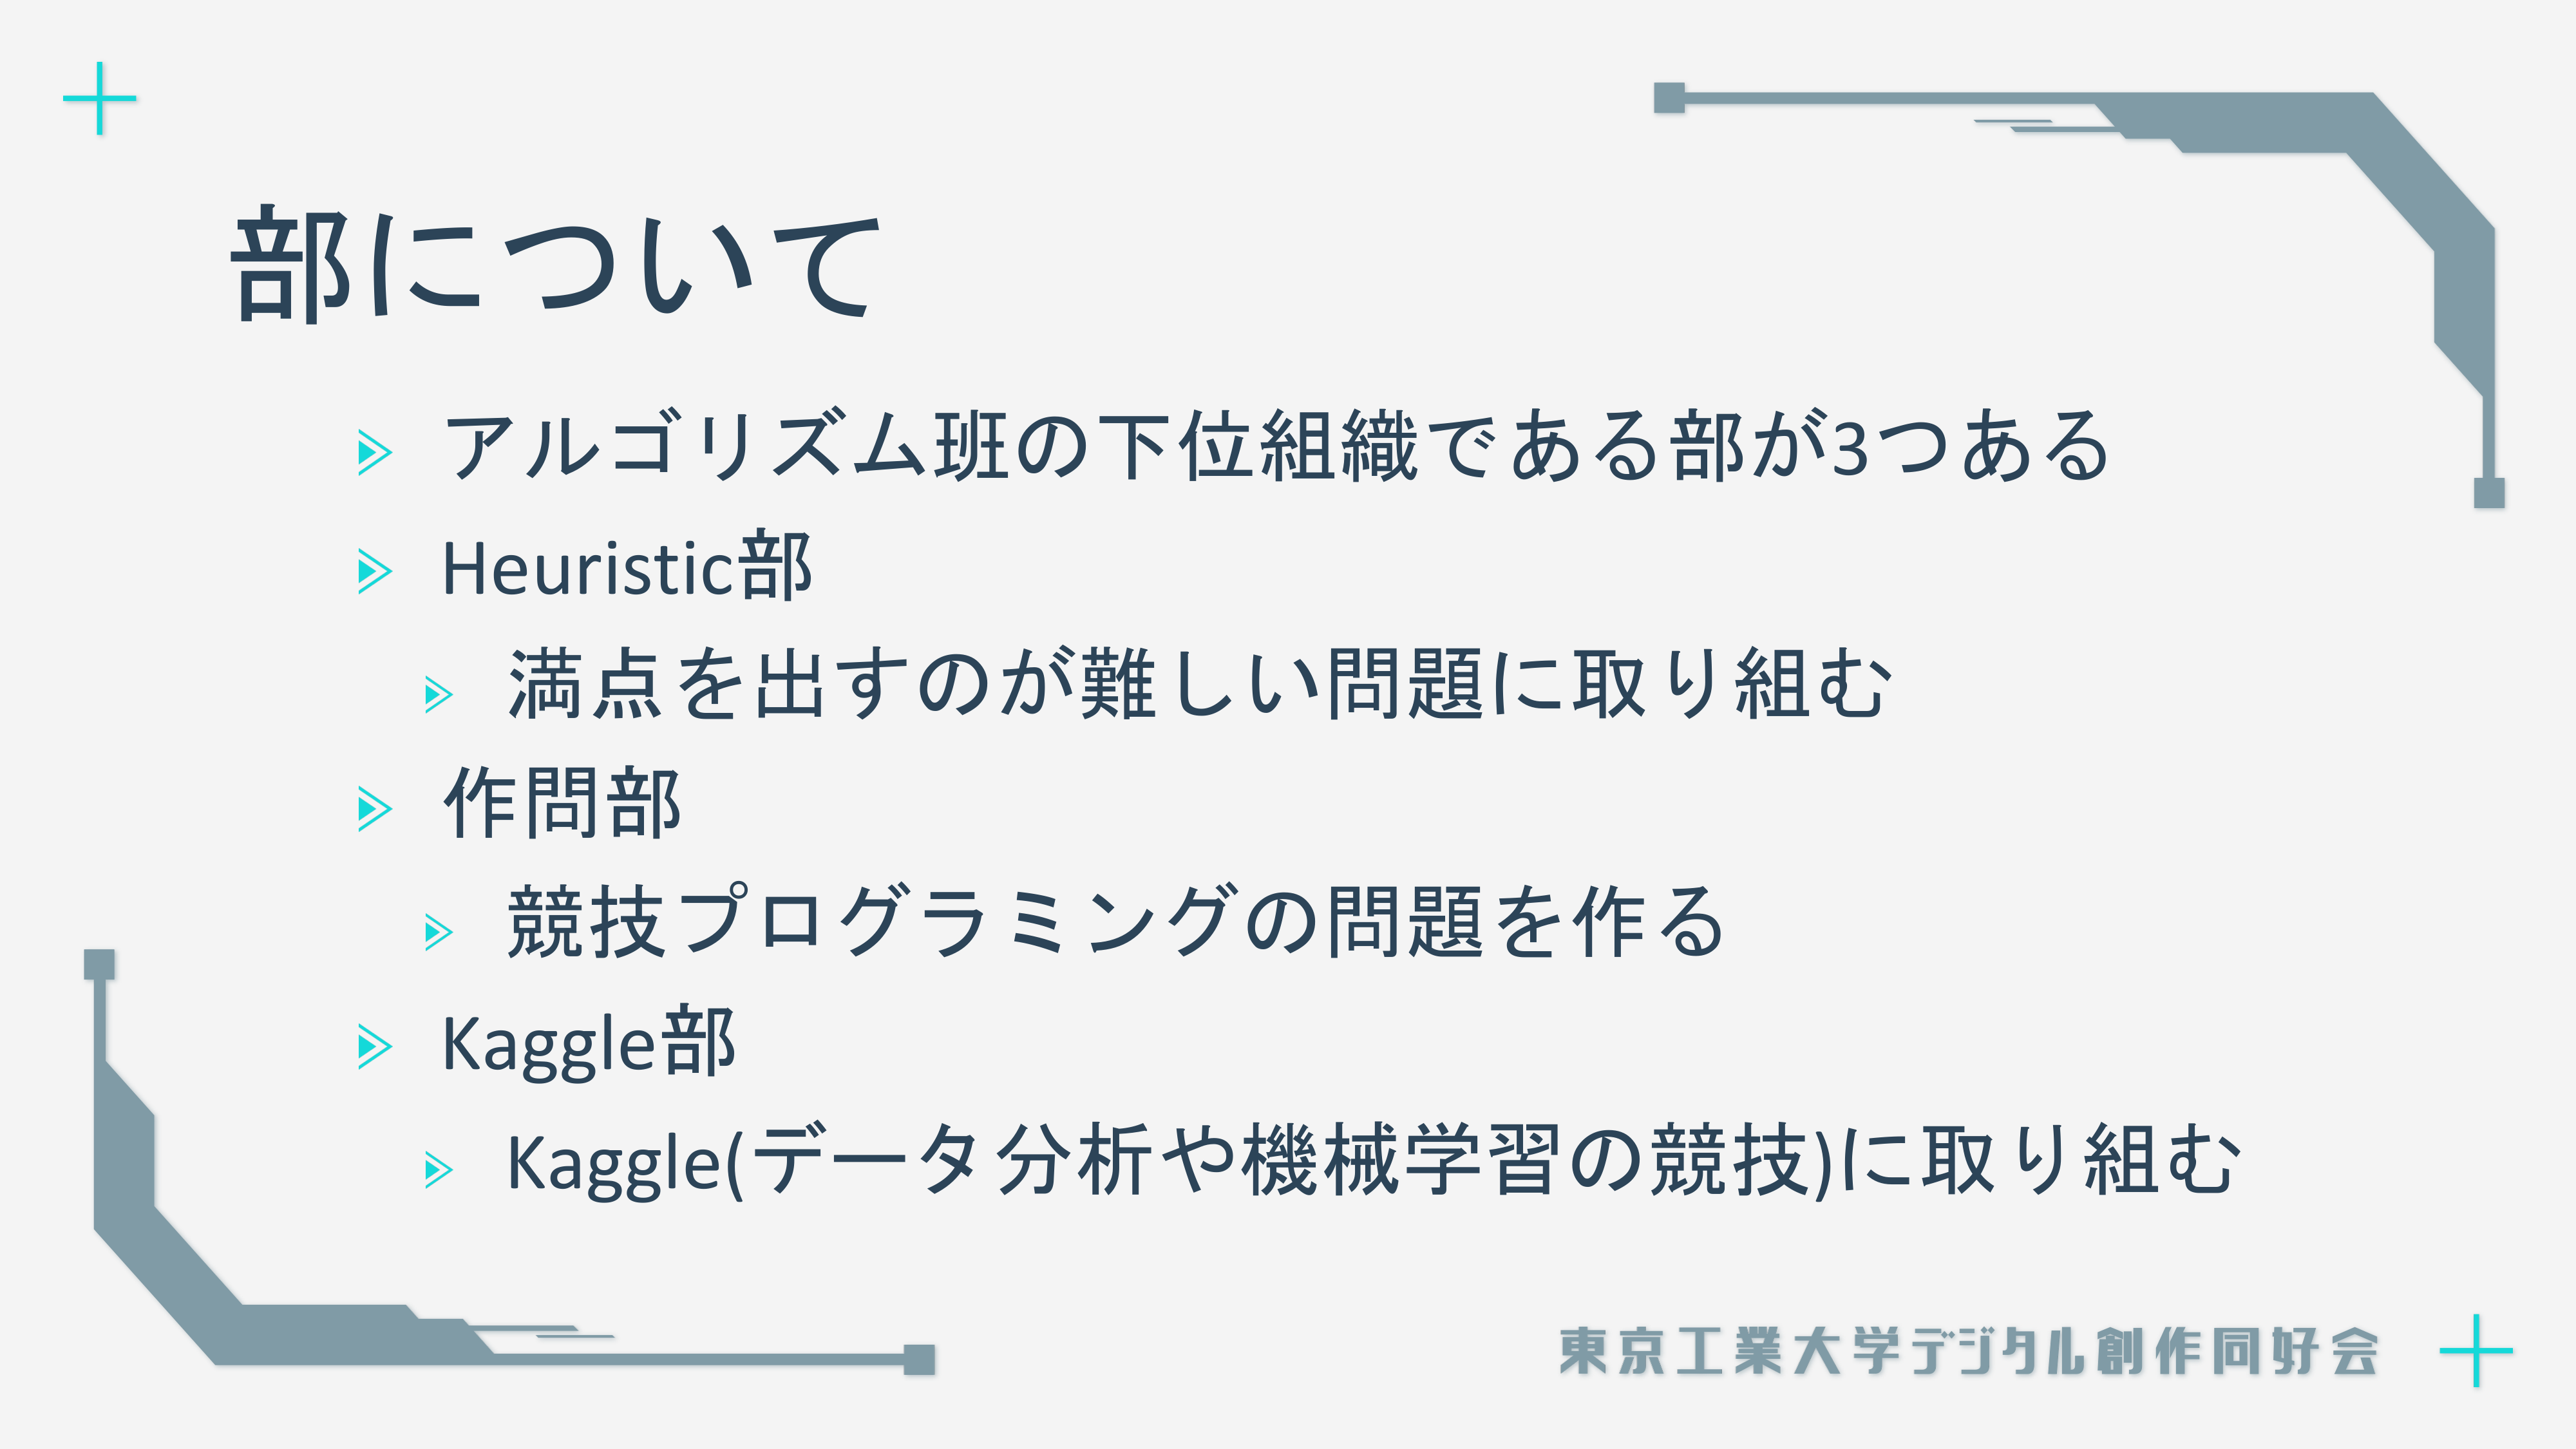 部について
アルゴリズム班の下位組織である部が3つある
Heuristic部
満点を出すのが難しい問題に取り組む
作問部
競技プログラミングの問題を作る
Kaggle部
Kaggle(データ分析や機械学習の競技)に取り組む
東京工業大学デジタル創作同好会